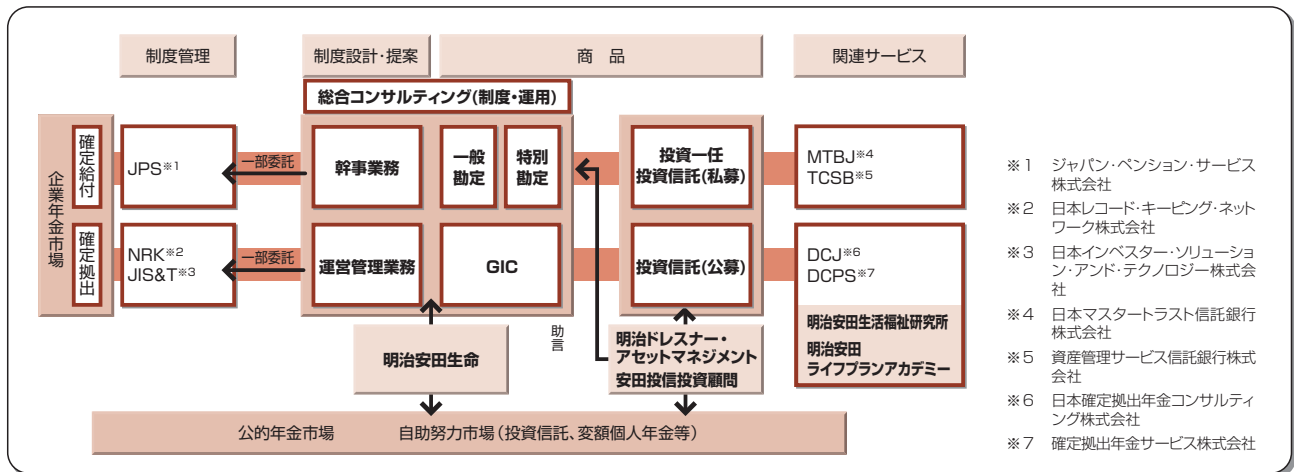 制度管理
制度設計・提案
商 品
関連サービス
総合コンサルティング(制度・運用)
企業年金市場
確定給付
JPS※1
一部委託
幹事業務
一般
勘定
特別
勘定
投資一任
投資信託(私募)
MTBJ※4
TCSB※5
確定拠出
NRK※2
JIS&T※3
一部委託
運営管理業務
GIC
投資信託(公募)
DCJ※6
DCPS※7
明治安田生活福祉研究所
明治安田
ライフプランアカデミー
明治安田生命
助言
明治ドレスナー・
アセットマネジメント
安田投信投資顧問
公的年金市場 自助努力市場(投資信託、変額個人年金等)
※1 ジャパン・ペンション・サービス
株式会社
※2 日本レコード・キーピング・ネット
ワーク株式会社
※3 日本インベスター・ソリューショ
ン・アンド・テクノロジー株式会
社
※4 日本マスタートラスト信託銀行
株式会社
※5 資産管理サービス信託銀行株式
会社
※6 日本確定拠出年金コンサルティ
ング株式会社
※7 確定拠出年金サービス株式会社